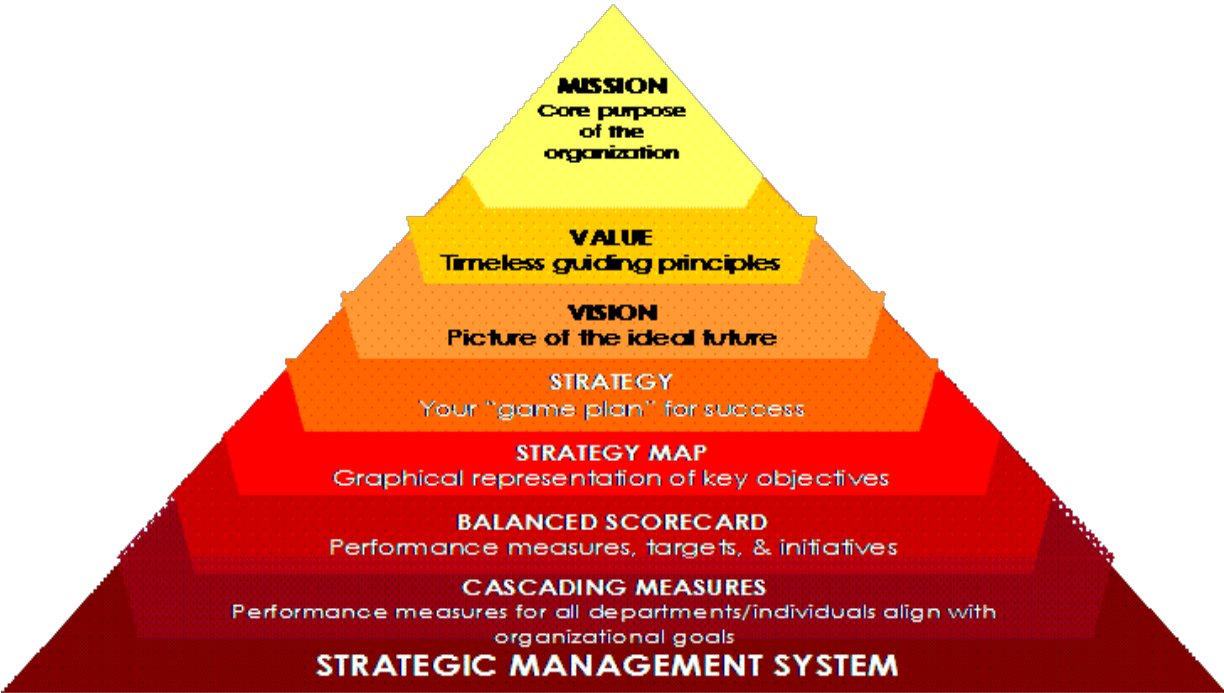 MISSION
Core purpose
of the
organization
VALUE
Timeless guiding principles
VISION
Picture of the ideal future
STRATEGY
Your "game plan" for success
STRATEGY MAP
Graphical representation of key objectives
BALANCED SCORECARD
Performance measures, targets, & initiatives
CASCADING MEASURES
Performance measures for all departments/individuals align with
organizational goals
STRATEGIC MANAGEMENT SYSTEM